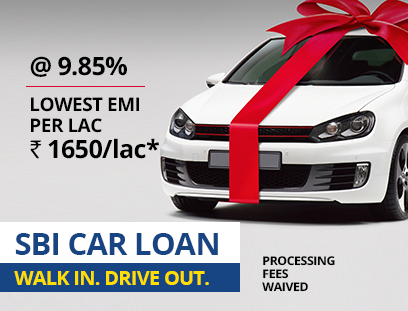 @ 9.85%
LOWEST EMI
PER LAC
₹ 1650/lac*
SBI CAR LOAN
WALK IN. DRIVE OUT.
PROCESSING
FEES
WAIVED